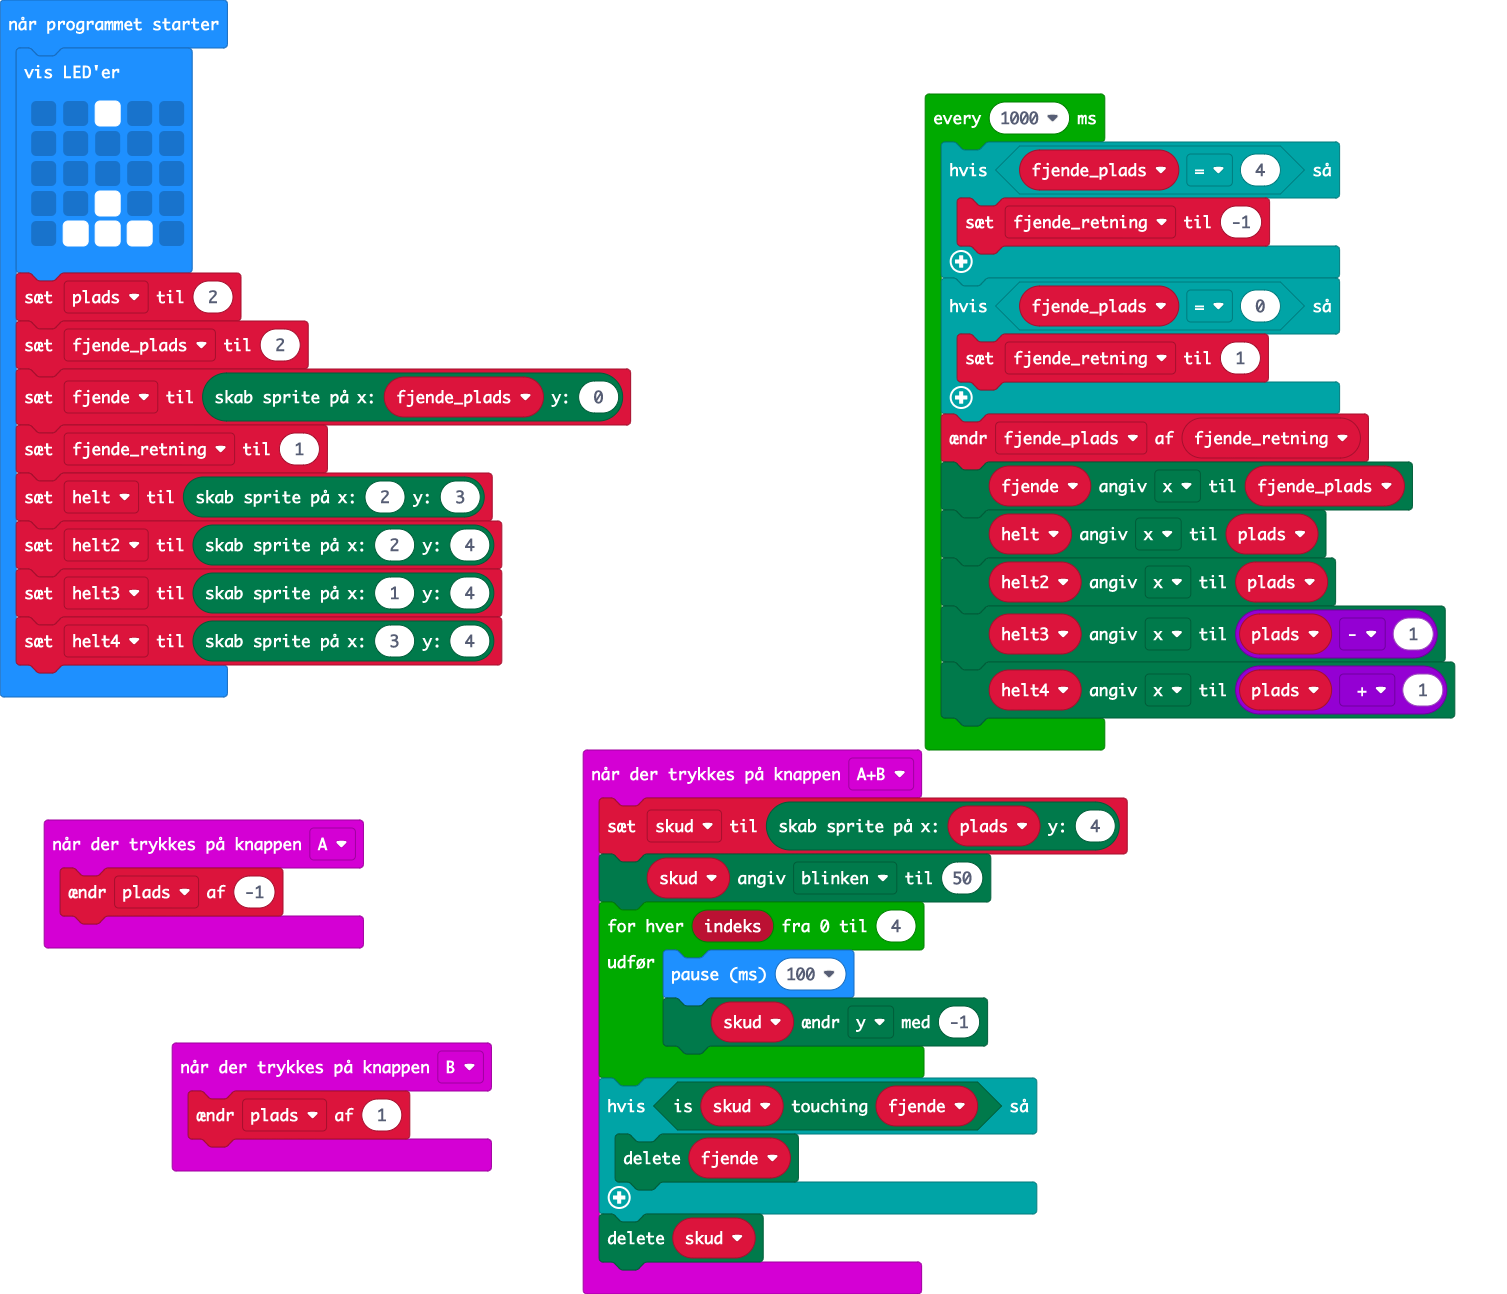 når programmet starter
vis LED'er
sæt plads til 2
sæt fjende_plads til 2
sæt fjende til skab sprite på x: fjende_plads y: 0
sæt fjende_retning til 1
sæt helt til skab sprite på x: 2 y: 3
sæt helt2 til skab sprite på x: 2 y: 4
sæt helt3 til skab sprite på x: 1 y: 4
sæt helt4 til skab sprite på x: 3 y: 4
every 1000 ms
hvis fjende_plads = 4 så
sæt fjende_retning til -1
hvis fjende_plads = 0 så
sæt fjende_retning til 1
ændr fjende_plads af fjende_retning
fjende angiv x til fjende_plads
helt angiv x til plads
helt2 angiv x til plads
helt3 angiv x til plads - 1
helt4 angiv x til plads + 1
når der trykkes på knappen A
ændr plads af -1
når der trykkes på knappen B
ændr plads af 1
når der trykkes på knappen A+B
sæt skud til skab sprite på x: plads y: 4
skud angiv blinken til 50
for hver indeks fra 0 til 4
udfør
pause (ms) 100
skud ændr y med -1
hvis is skud touching fjende så
delete fjende
delete skud